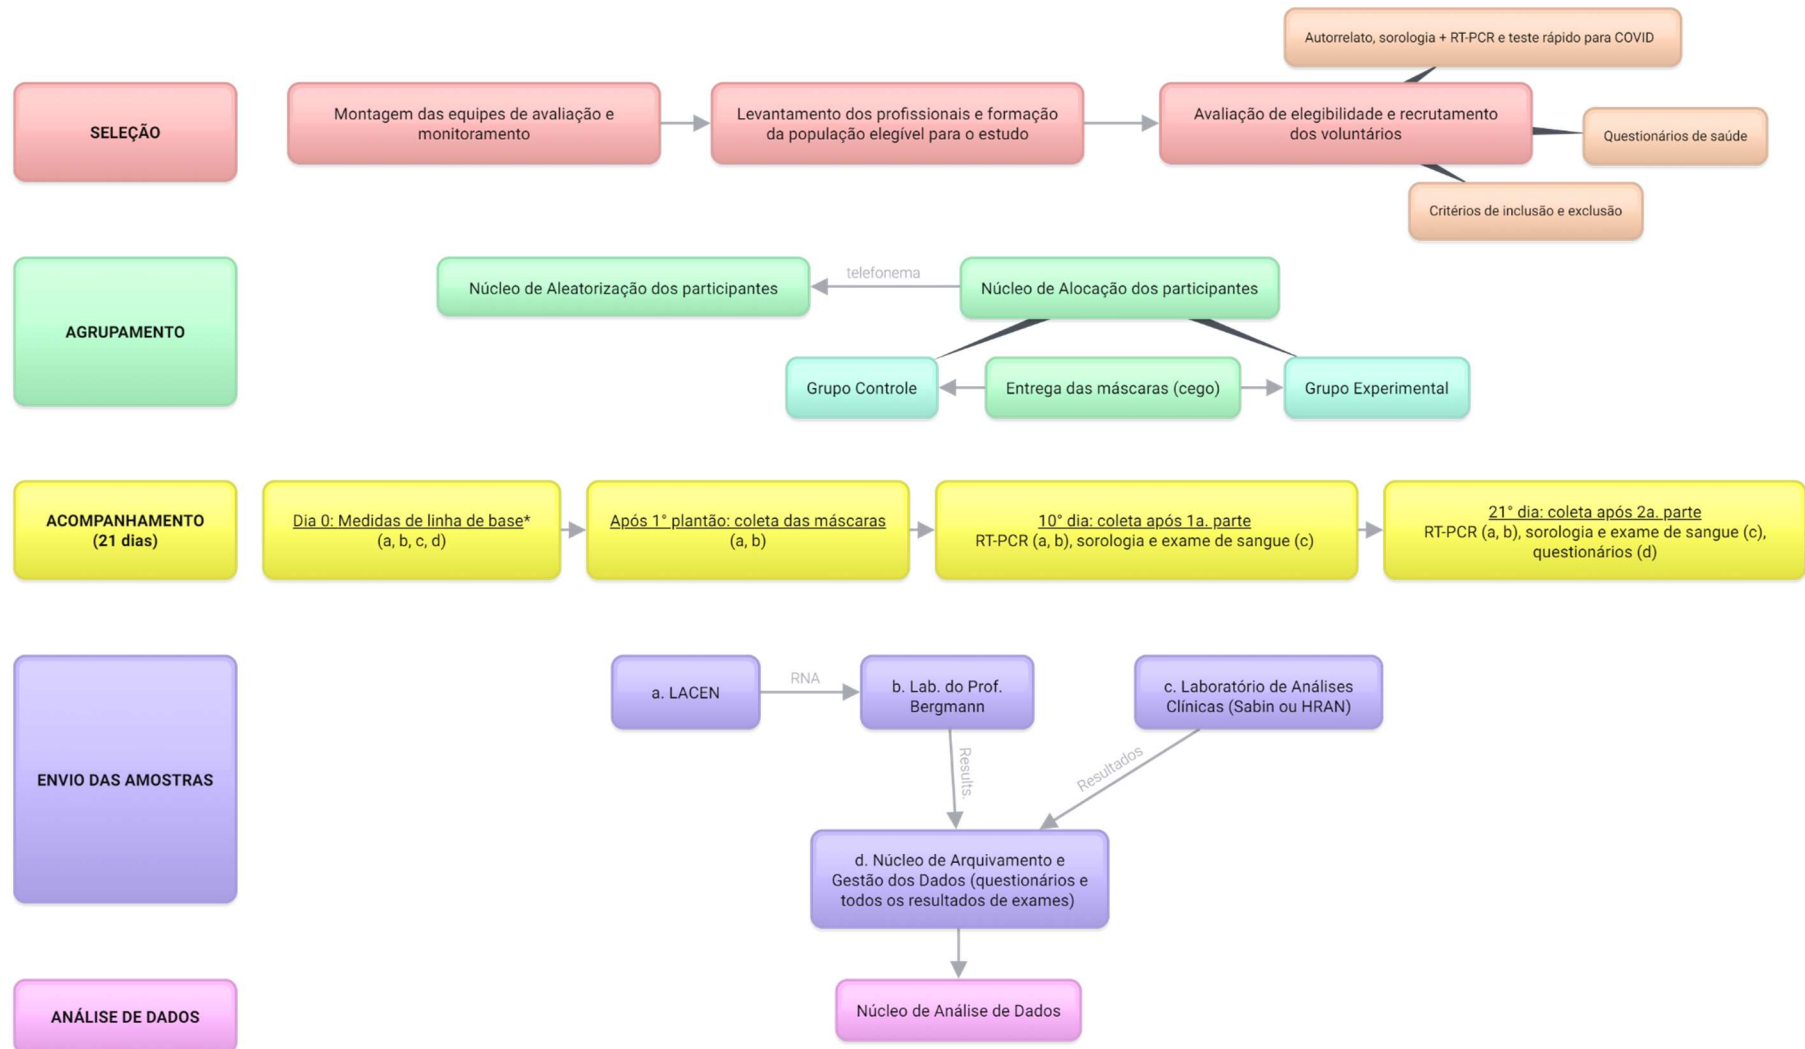 SELEÇÃO
Montagem das equipes de avaliação e
monitoramento
Levantamento dos profissionais e formação
da população elegível para o estudo
Avaliação de elegibilidade e recrutamento
dos voluntários
Autorrelato, sorologia + RT-PCR e teste rápido para COVID
Questionários de saúde
Critérios de inclusão e exclusão
AGRUPAMENTO
Núcleo de Aleatorização dos participantes
telefonema
Núcleo de Alocação dos participantes
Grupo Controle
Entrega das máscaras (cego)
Grupo Experimental
ACOMPANHAMENTO
(21 dias)
Dia 0: Medidas de linha de base*
(a, b, c, d)
Após 1° plantão: coleta das máscaras
(a, b)
10° dia: coleta após 1a. parte
RT-PCR (a, b), sorologia e exame de sangue (c)
21° dia: coleta após 2a. parte
RT-PCR (a, b), sorologia e exame de sangue (c),
questionários (d)
ENVIO DAS AMOSTRAS
a. LACEN
RNA
b. Lab. do Prof.
Bergmann
c. Laboratório de Análises
Clínicas (Sabin ou HRAN)
Results.
Resultados
d. Núcleo de Arquivamento e
Gestão dos Dados (questionários e
todos os resultados de exames)
ANÁLISE DE DADOS
Núcleo de Análise de Dados